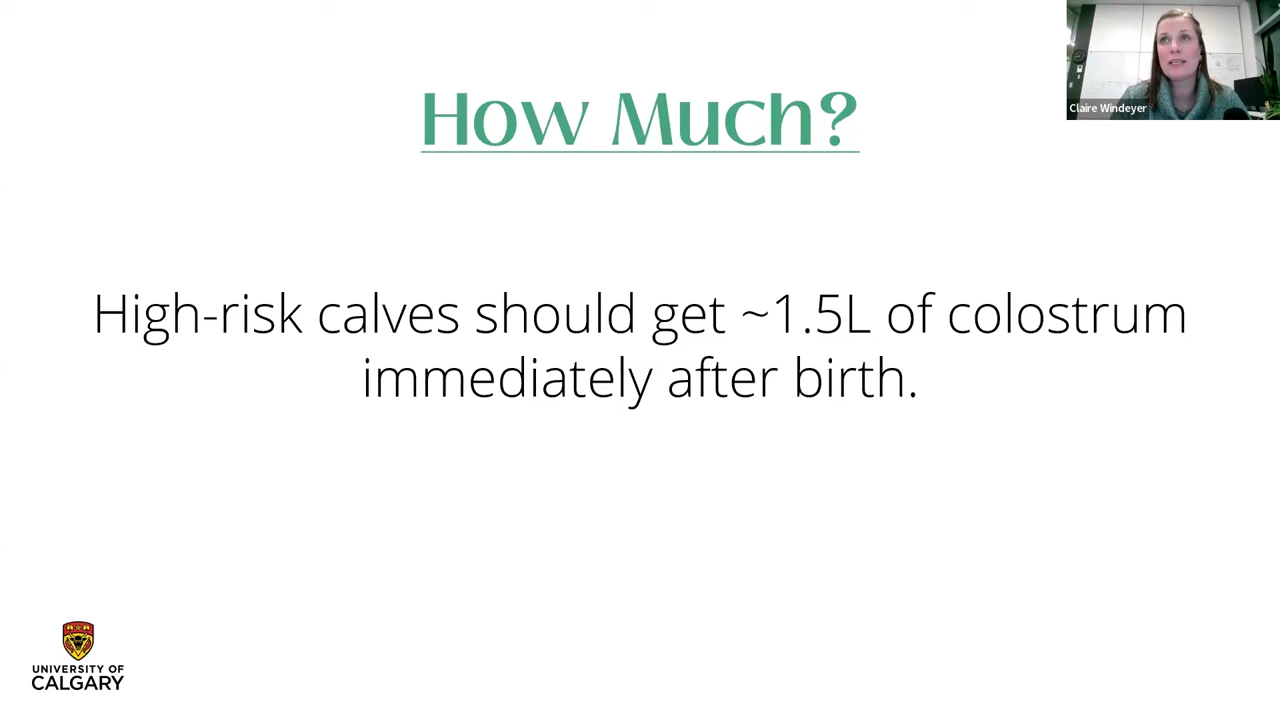 Claire Windeyer
How Much?
High-risk calves should get ~1.5L of colostrum
immediately after birth.
UNIVERSITY OF
CALGARY